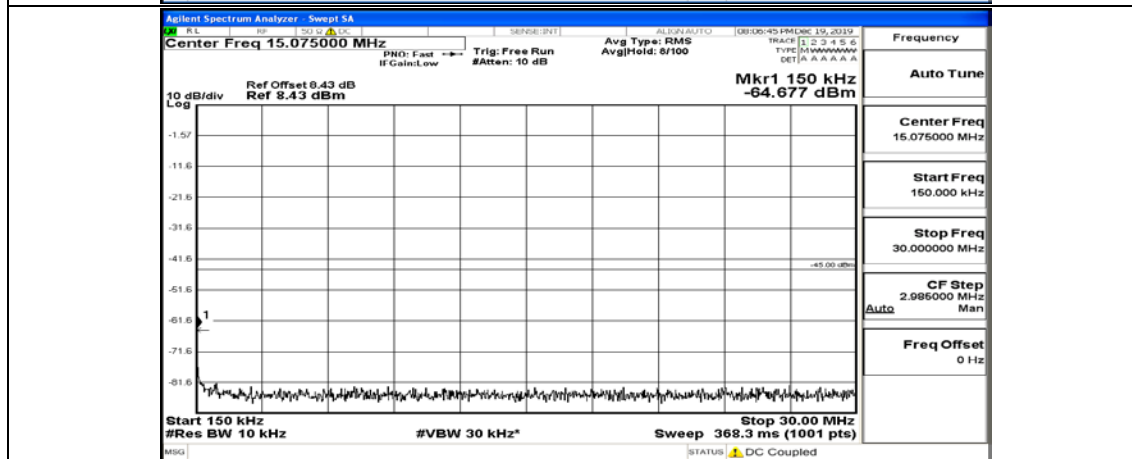 Agilent Spectrum Analyzer - Swept SA
RL RF 50 Ω DC SENSE:INT ALIGN AUTO 08:06:45 PM Dec 19, 2019
Center Freq 15.075000 MHz
PNO: Fast
IFGain:Low
Trig: Free Run
#Atten: 10 dB
Avg Type: RMS
Avg|Hold: 8/100
TRACE 1 2 3 4 5 6
TYPE MWWWWW
DET A A A A A A
Mkr1 150 kHz
-64.677 dBm
Ref Offset 8.43 dB
10 dB/div Ref 8.43 dBm
Log
-1.57
-11.6
-21.6
-31.6
-41.6
-45.00 dBm
-51.6
-61.6
1
-71.6
-81.6
Start 150 kHz Stop 30.00 MHz
#Res BW 10 kHz #VBW 30 kHz* Sweep 368.3 ms (1001 pts)
MSG STATUS DC Coupled
Frequency
Auto Tune
Center Freq
15.075000 MHz
Start Freq
150.000 kHz
Stop Freq
30.000000 MHz
CF Step
2.985000 MHz
Auto Man
Freq Offset
0 Hz